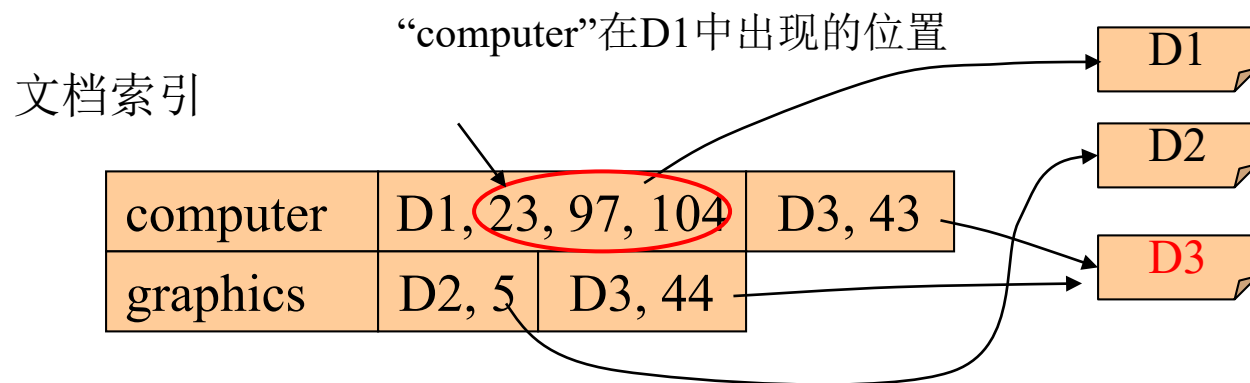 “computer”在D1中出现的位置
文档索引
D1
D2
computer D1, 23, 97, 104 D3, 43
graphics D2, 5 D3, 44
D3